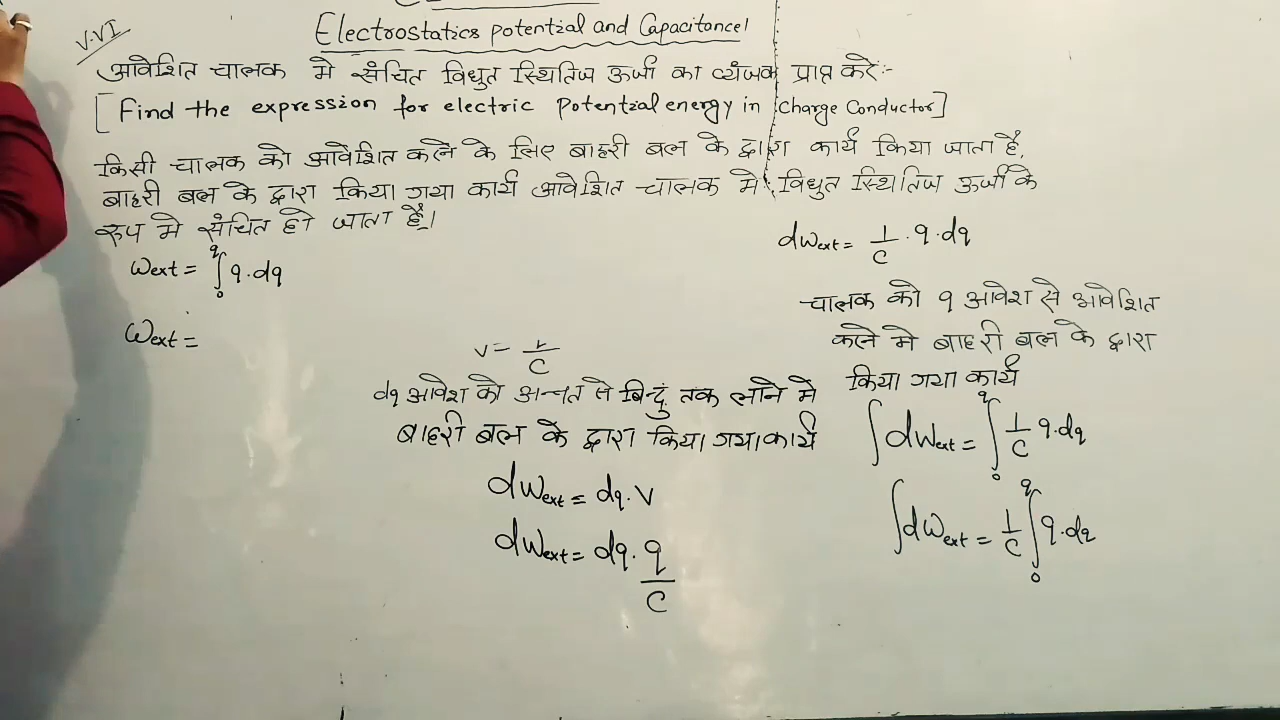 V.VI
Electrostatics potential and Capacitance
आवेशित चालक मे संचित विधुत स्थितिज ऊर्जा का व्यंजक प्राप्त करे:-
[Find the expression for electric potential energy in charge Conductor]
किसी चालक को आवेशित करने के लिए बाहरी बल के द्वारा कार्य किया जाता है,
बाहरी बल के द्वारा किया गया कार्य आवेशित चालक मे विधुत स्थितिज ऊर्जा के
रूप मे संचित हो जाता है।
Wext = ∫₀^q q.dq
Wext =
V = /C
dq आवेश को अन्नत से बिन्दु तक लाने मे
बाहरी बल के द्वारा किया गया कार्य
dWext = dq.V
dWext = dq. q/C
dWext = 1/C . q. dq
चालक को q आवेश से आवेशित
करने मे बाहरी बल के द्वारा
किया गया कार्य
∫dWext = ∫₀^q 1/C q.dq
∫dWext = 1/C ∫₀^q q.dq